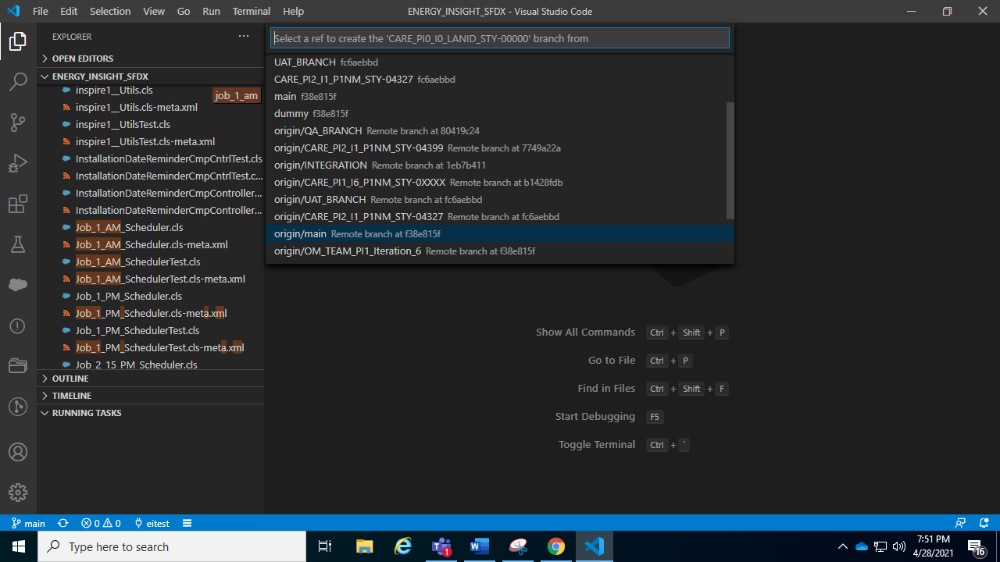 File Edit Selection View Go Run Terminal Help
ENERGY_INSIGHT_SFDX - Visual Studio Code
EXPLORER
OPEN EDITORS
ENERGY_INSIGHT_SFDX
job_1_am
inspire1__Utils.cls
inspire1__Utils.cls-meta.xml
inspire1__UtilsTest.cls
inspire1__UtilsTest.cls-meta.xml
InstallationDateReminderCmpCntrlTest.cls
InstallationDateReminderCmpCntrlTest.c...
InstallationDateReminderCmpController...
InstallationDateReminderCmpController...
Job_1_AM_Scheduler.cls
Job_1_AM_Scheduler.cls-meta.xml
Job_1_AM_SchedulerTest.cls
Job_1_AM_SchedulerTest.cls-meta.xml
Job_1_PM_Scheduler.cls
Job_1_PM_Scheduler.cls-meta.xml
Job_1_PM_SchedulerTest.cls
Job_1_PM_SchedulerTest.cls-meta.xml
Job_2_15_PM_Scheduler.cls
OUTLINE
TIMELINE
RUNNING TASKS
Select a ref to create the 'CARE_PI0_I0_LANID_STY-00000' branch from
UAT_BRANCH fc6aebbd
CARE_PI2_I1_P1NM_STY-04327 fc6aebbd
main f38e815f
dummy f38e815f
origin/QA_BRANCH Remote branch at 80419c24
origin/CARE_PI2_I1_P1NM_STY-04399 Remote branch at 7749a22a
origin/INTEGRATION Remote branch at 1eb7b411
origin/CARE_PI1_I6_P1NM_STY-0XXXX Remote branch at b1428fdb
origin/UAT_BRANCH Remote branch at fc6aebbd
origin/CARE_PI2_I1_P1NM_STY-04327 Remote branch at fc6aebbd
origin/main Remote branch at f38e815f
origin/OM_TEAM_PI1_Iteration_6 Remote branch at f38e815f
Show All Commands Ctrl + Shift + P
Go to File Ctrl + P
Find in Files Ctrl + Shift + F
Start Debugging F5
Toggle Terminal Ctrl + `
main 0 0 eitest
Type here to search
1
7:51 PM
4/28/2021
16